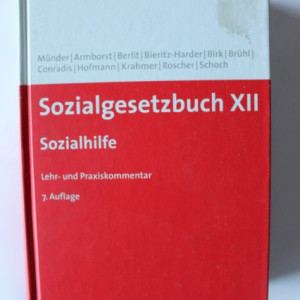 Münder | Armborst | Berlit | Bieritz-Harder | Birk | Brühl |
Conradis | Hofmann | Krahmer | Roscher | Schoch
Sozialgesetzbuch XII
Sozialhilfe
Lehr- und Praxiskommentar
7. Auflage